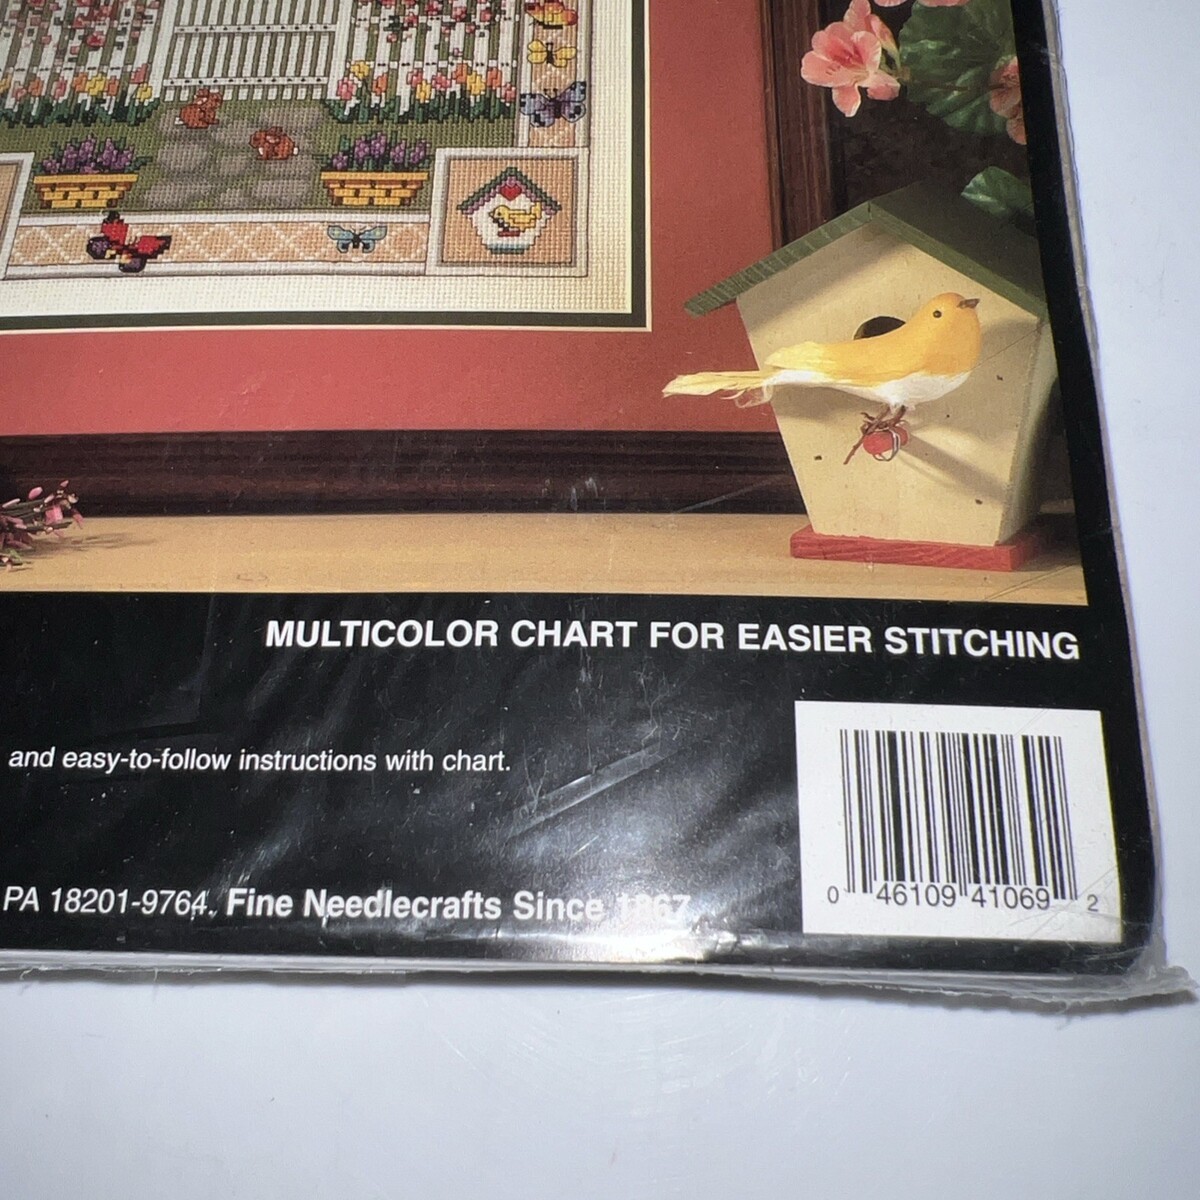 MULTICOLOR CHART FOR EASIER STITCHING
and easy-to-follow instructions with chart.
PA 18201-9764. Fine Needlecrafts Since 1867
0 46109 41069 2